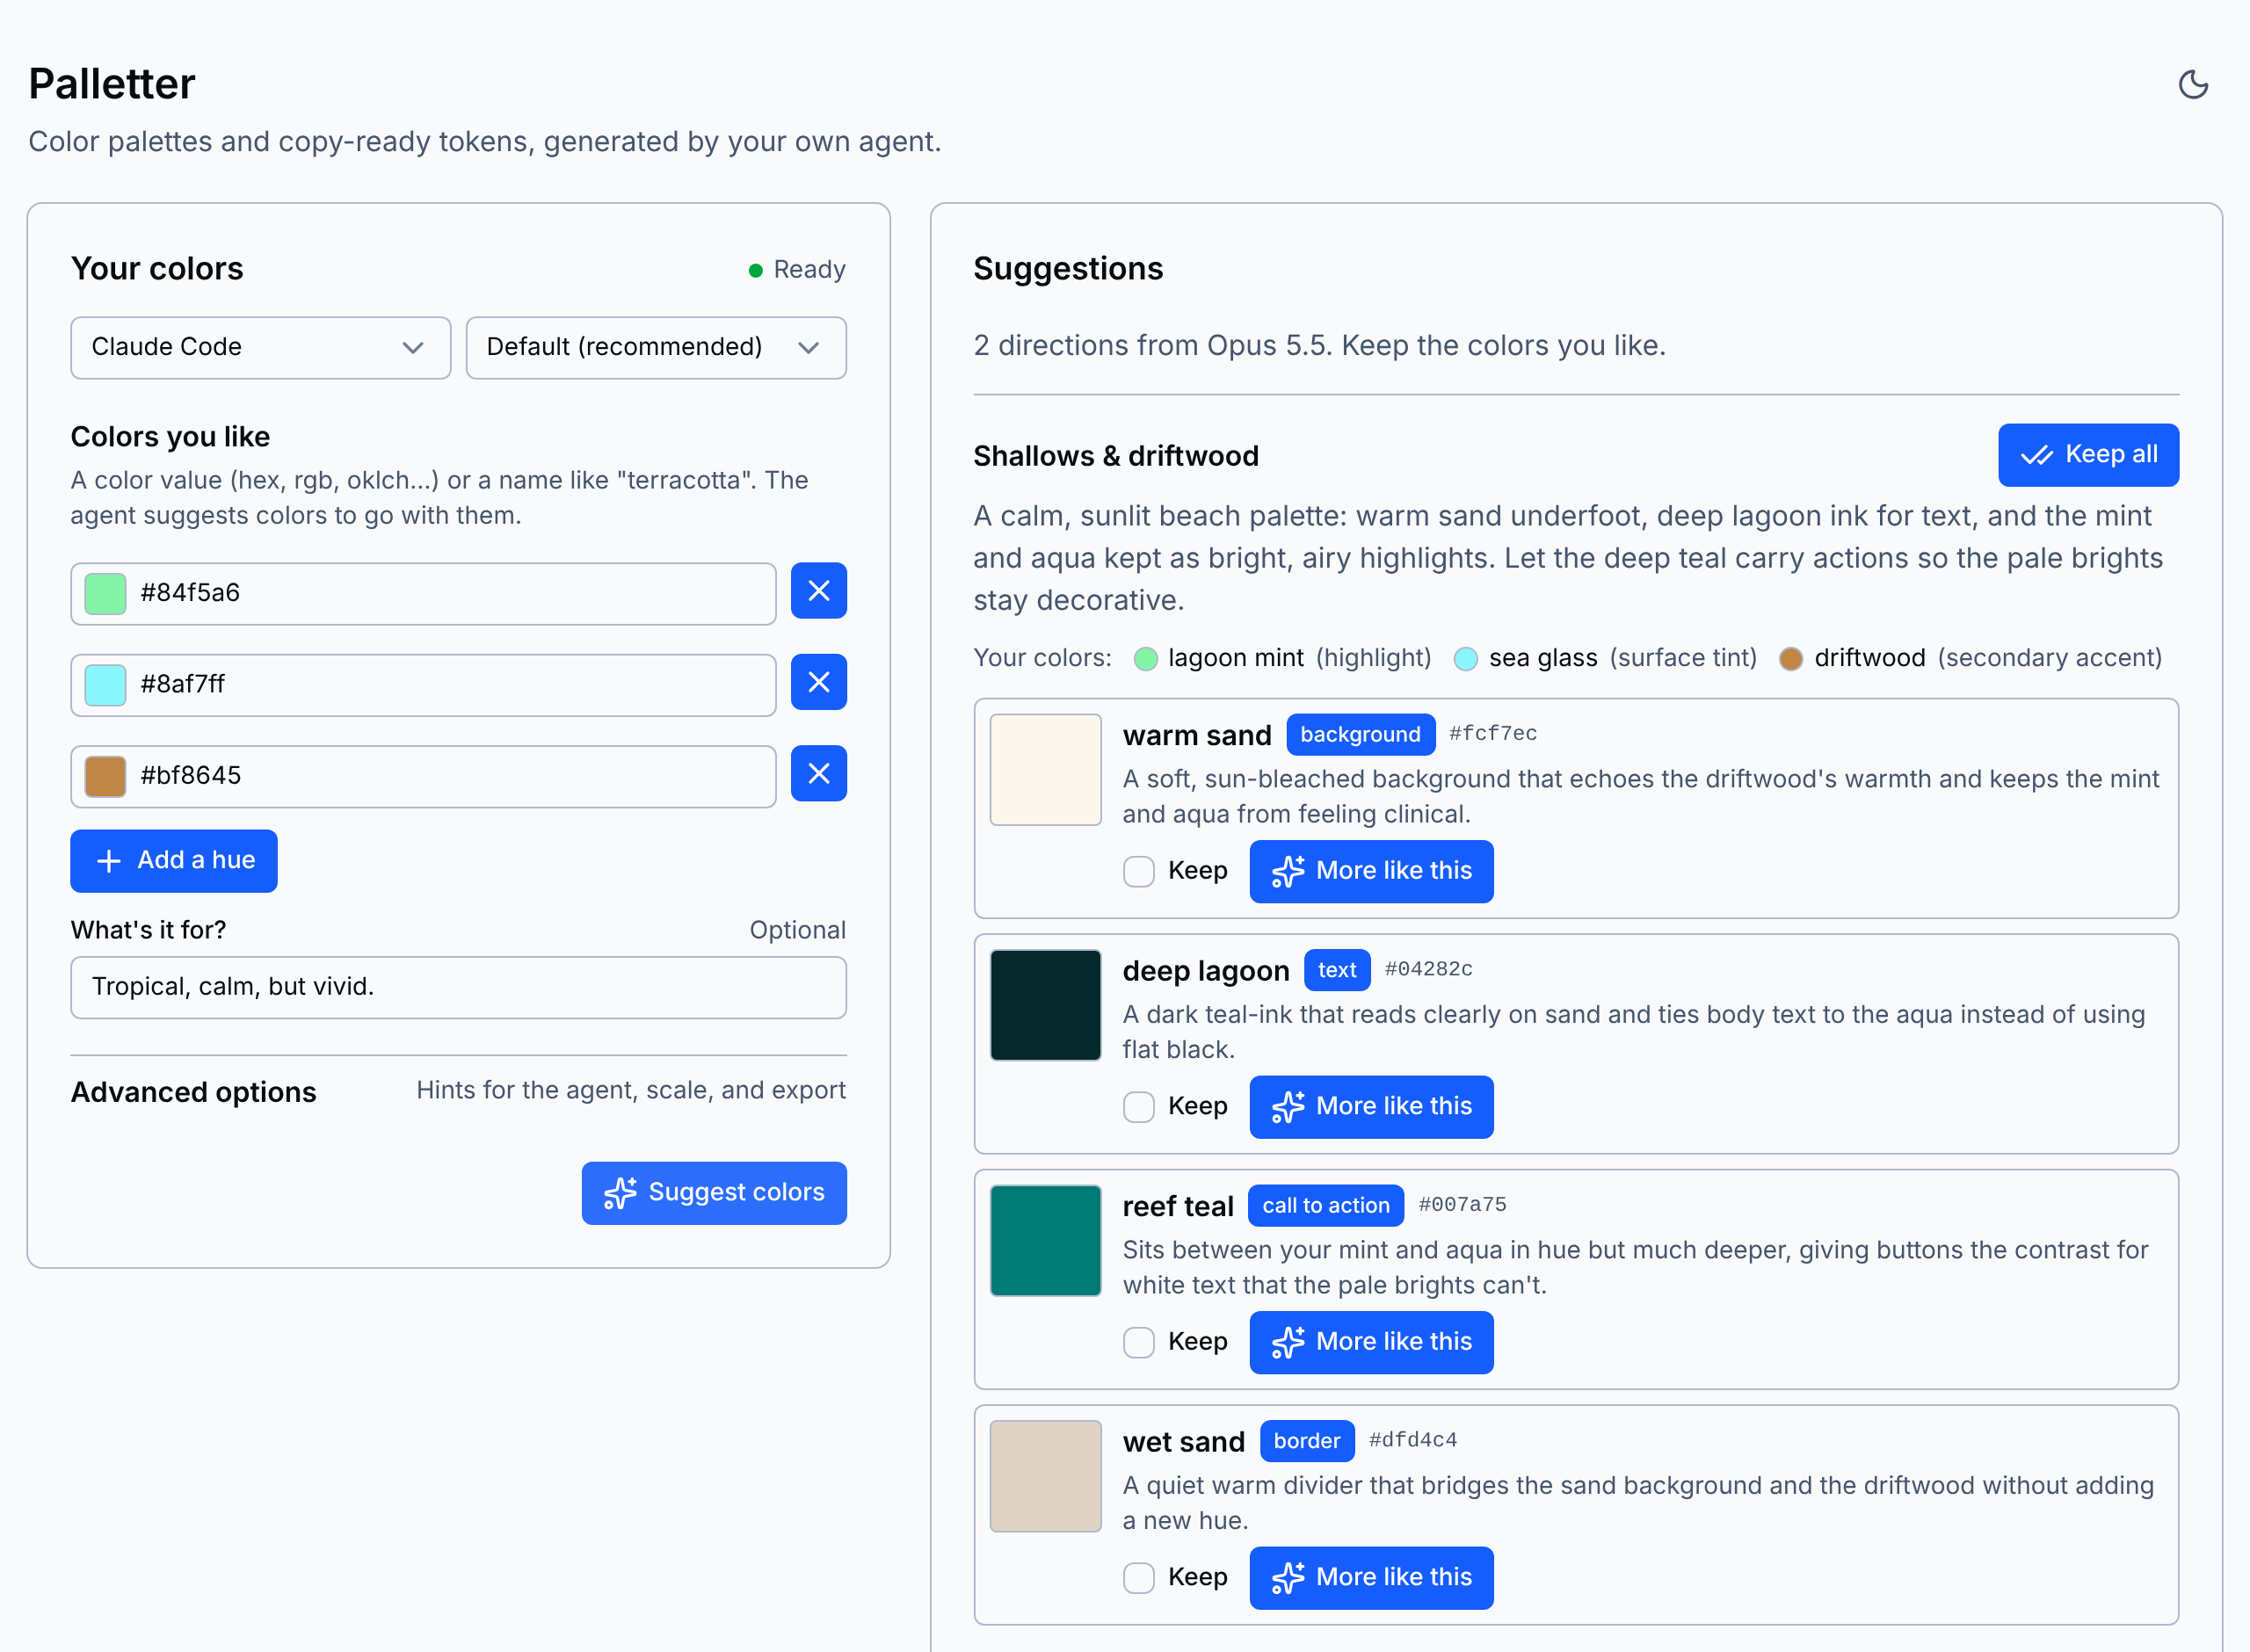 Palletter
Color palettes and copy-ready tokens, generated by your own agent.
Your colors
Ready
Claude Code
Default (recommended)
Colors you like
A color value (hex, rgb, oklch...) or a name like "terracotta". The
agent suggests colors to go with them.
#84f5a6
#8af7ff
#bf8645
Add a hue
What's it for?
Optional
Tropical, calm, but vivid.
Advanced options
Hints for the agent, scale, and export
Suggest colors
Suggestions
2 directions from Opus 5.5. Keep the colors you like.
Shallows & driftwood
Keep all
A calm, sunlit beach palette: warm sand underfoot, deep lagoon ink for text, and the mint
and aqua kept as bright, airy highlights. Let the deep teal carry actions so the pale brights
stay decorative.
Your colors: lagoon mint (highlight) sea glass (surface tint) driftwood (secondary accent)
warm sand background #fcf7ec
A soft, sun-bleached background that echoes the driftwood's warmth and keeps the mint
and aqua from feeling clinical.
Keep More like this
deep lagoon text #04282c
A dark teal-ink that reads clearly on sand and ties body text to the aqua instead of using
flat black.
Keep More like this
reef teal call to action #007a75
Sits between your mint and aqua in hue but much deeper, giving buttons the contrast for
white text that the pale brights can't.
Keep More like this
wet sand border #dfd4c4
A quiet warm divider that bridges the sand background and the driftwood without adding
a new hue.
Keep More like this